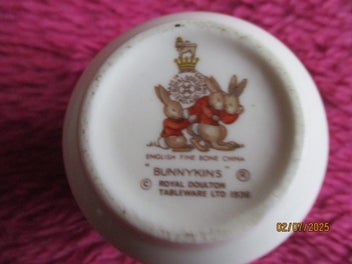 ENGLISH FINE BONE CHINA
"BUNNYKINS" ®
© ROYAL DOULTON
TABLEWARE LTD 1936
02/07/2025